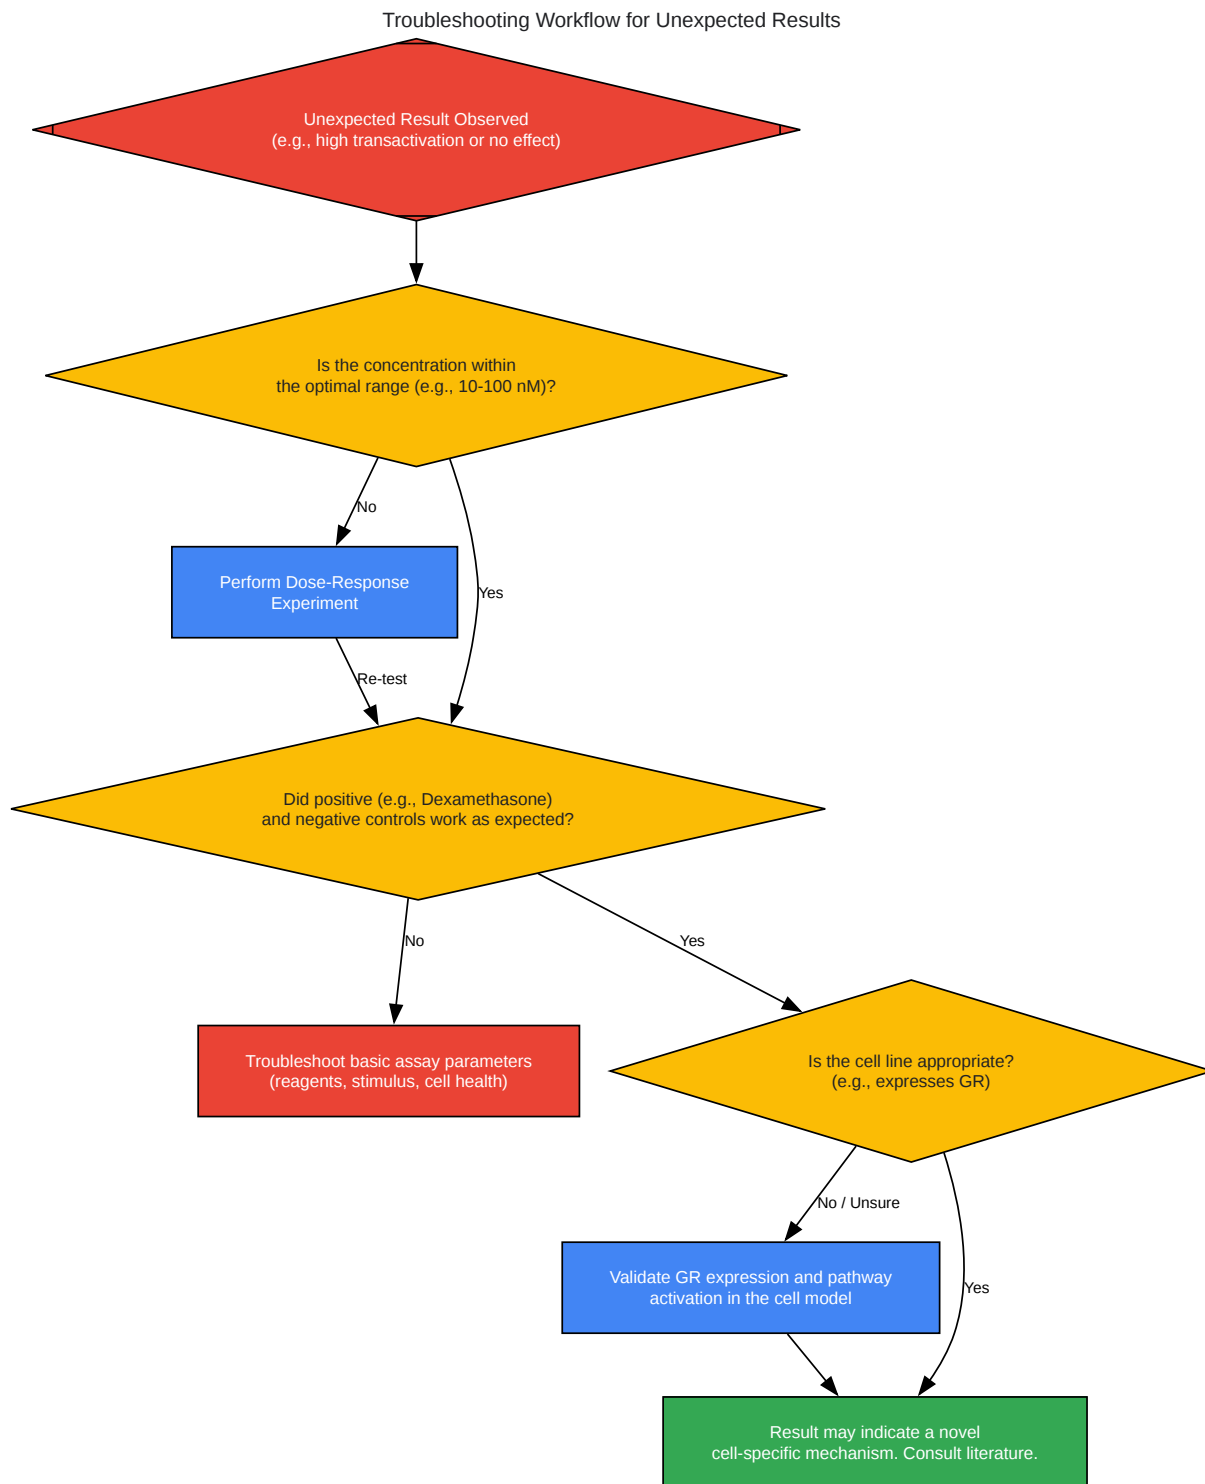 Troubleshooting Workflow for Unexpected Results
Unexpected Result Observed
(e.g., high transactivation or no effect)
Is the concentration within
the optimal range (e.g., 10-100 nM)?
No
Perform Dose-Response
Experiment
Yes
Re-test
Did positive (e.g., Dexamethasone)
and negative controls work as expected?
No
Yes
Troubleshoot basic assay parameters
(reagents, stimulus, cell health)
Is the cell line appropriate?
(e.g., expresses GR)
No / Unsure
Validate GR expression and pathway
activation in the cell model
Yes
Result may indicate a novel
cell-specific mechanism. Consult literature.